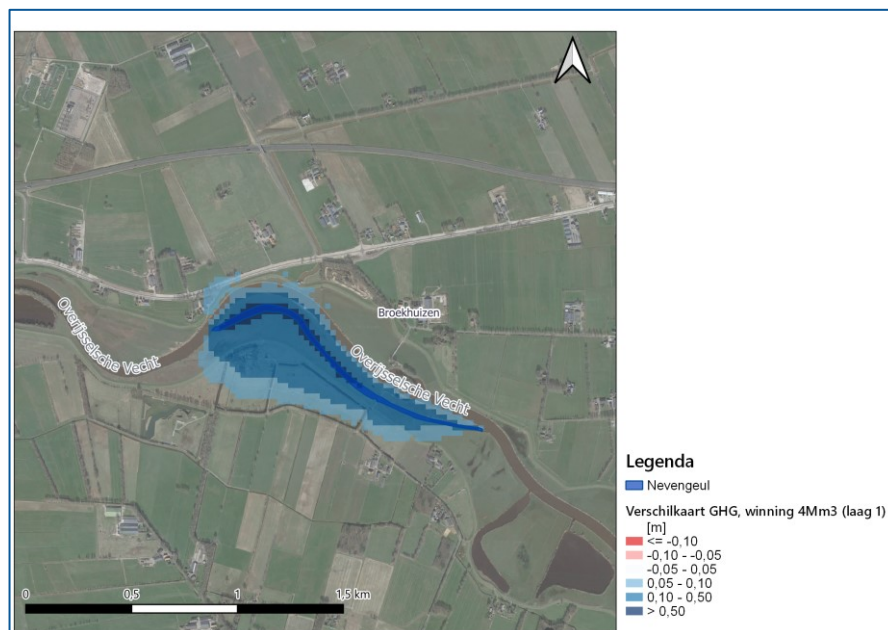 Overijsselsche Vecht
Broekhuizen
Overijsselsche Vecht
0 0,5 1 1,5 km
Legenda
Nevengeul
Verschilkaart GHG, winning 4Mm3 (laag 1)
[m]
<= -0,10
-0,10 - -0,05
-0,05 - 0,05
0,05 - 0,10
0,10 - 0,50
> 0,50